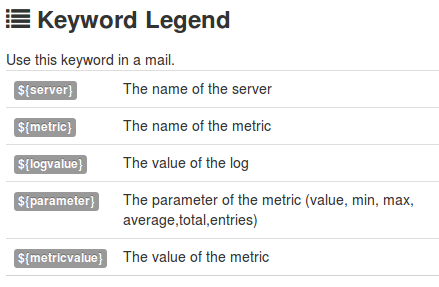 Keyword Legend
Use this keyword in a mail.
${server} The name of the server
${metric} The name of the metric
${logvalue} The value of the log
${parameter} The parameter of the metric (value, min, max,
average,total,entries)
${metricvalue} The value of the metric